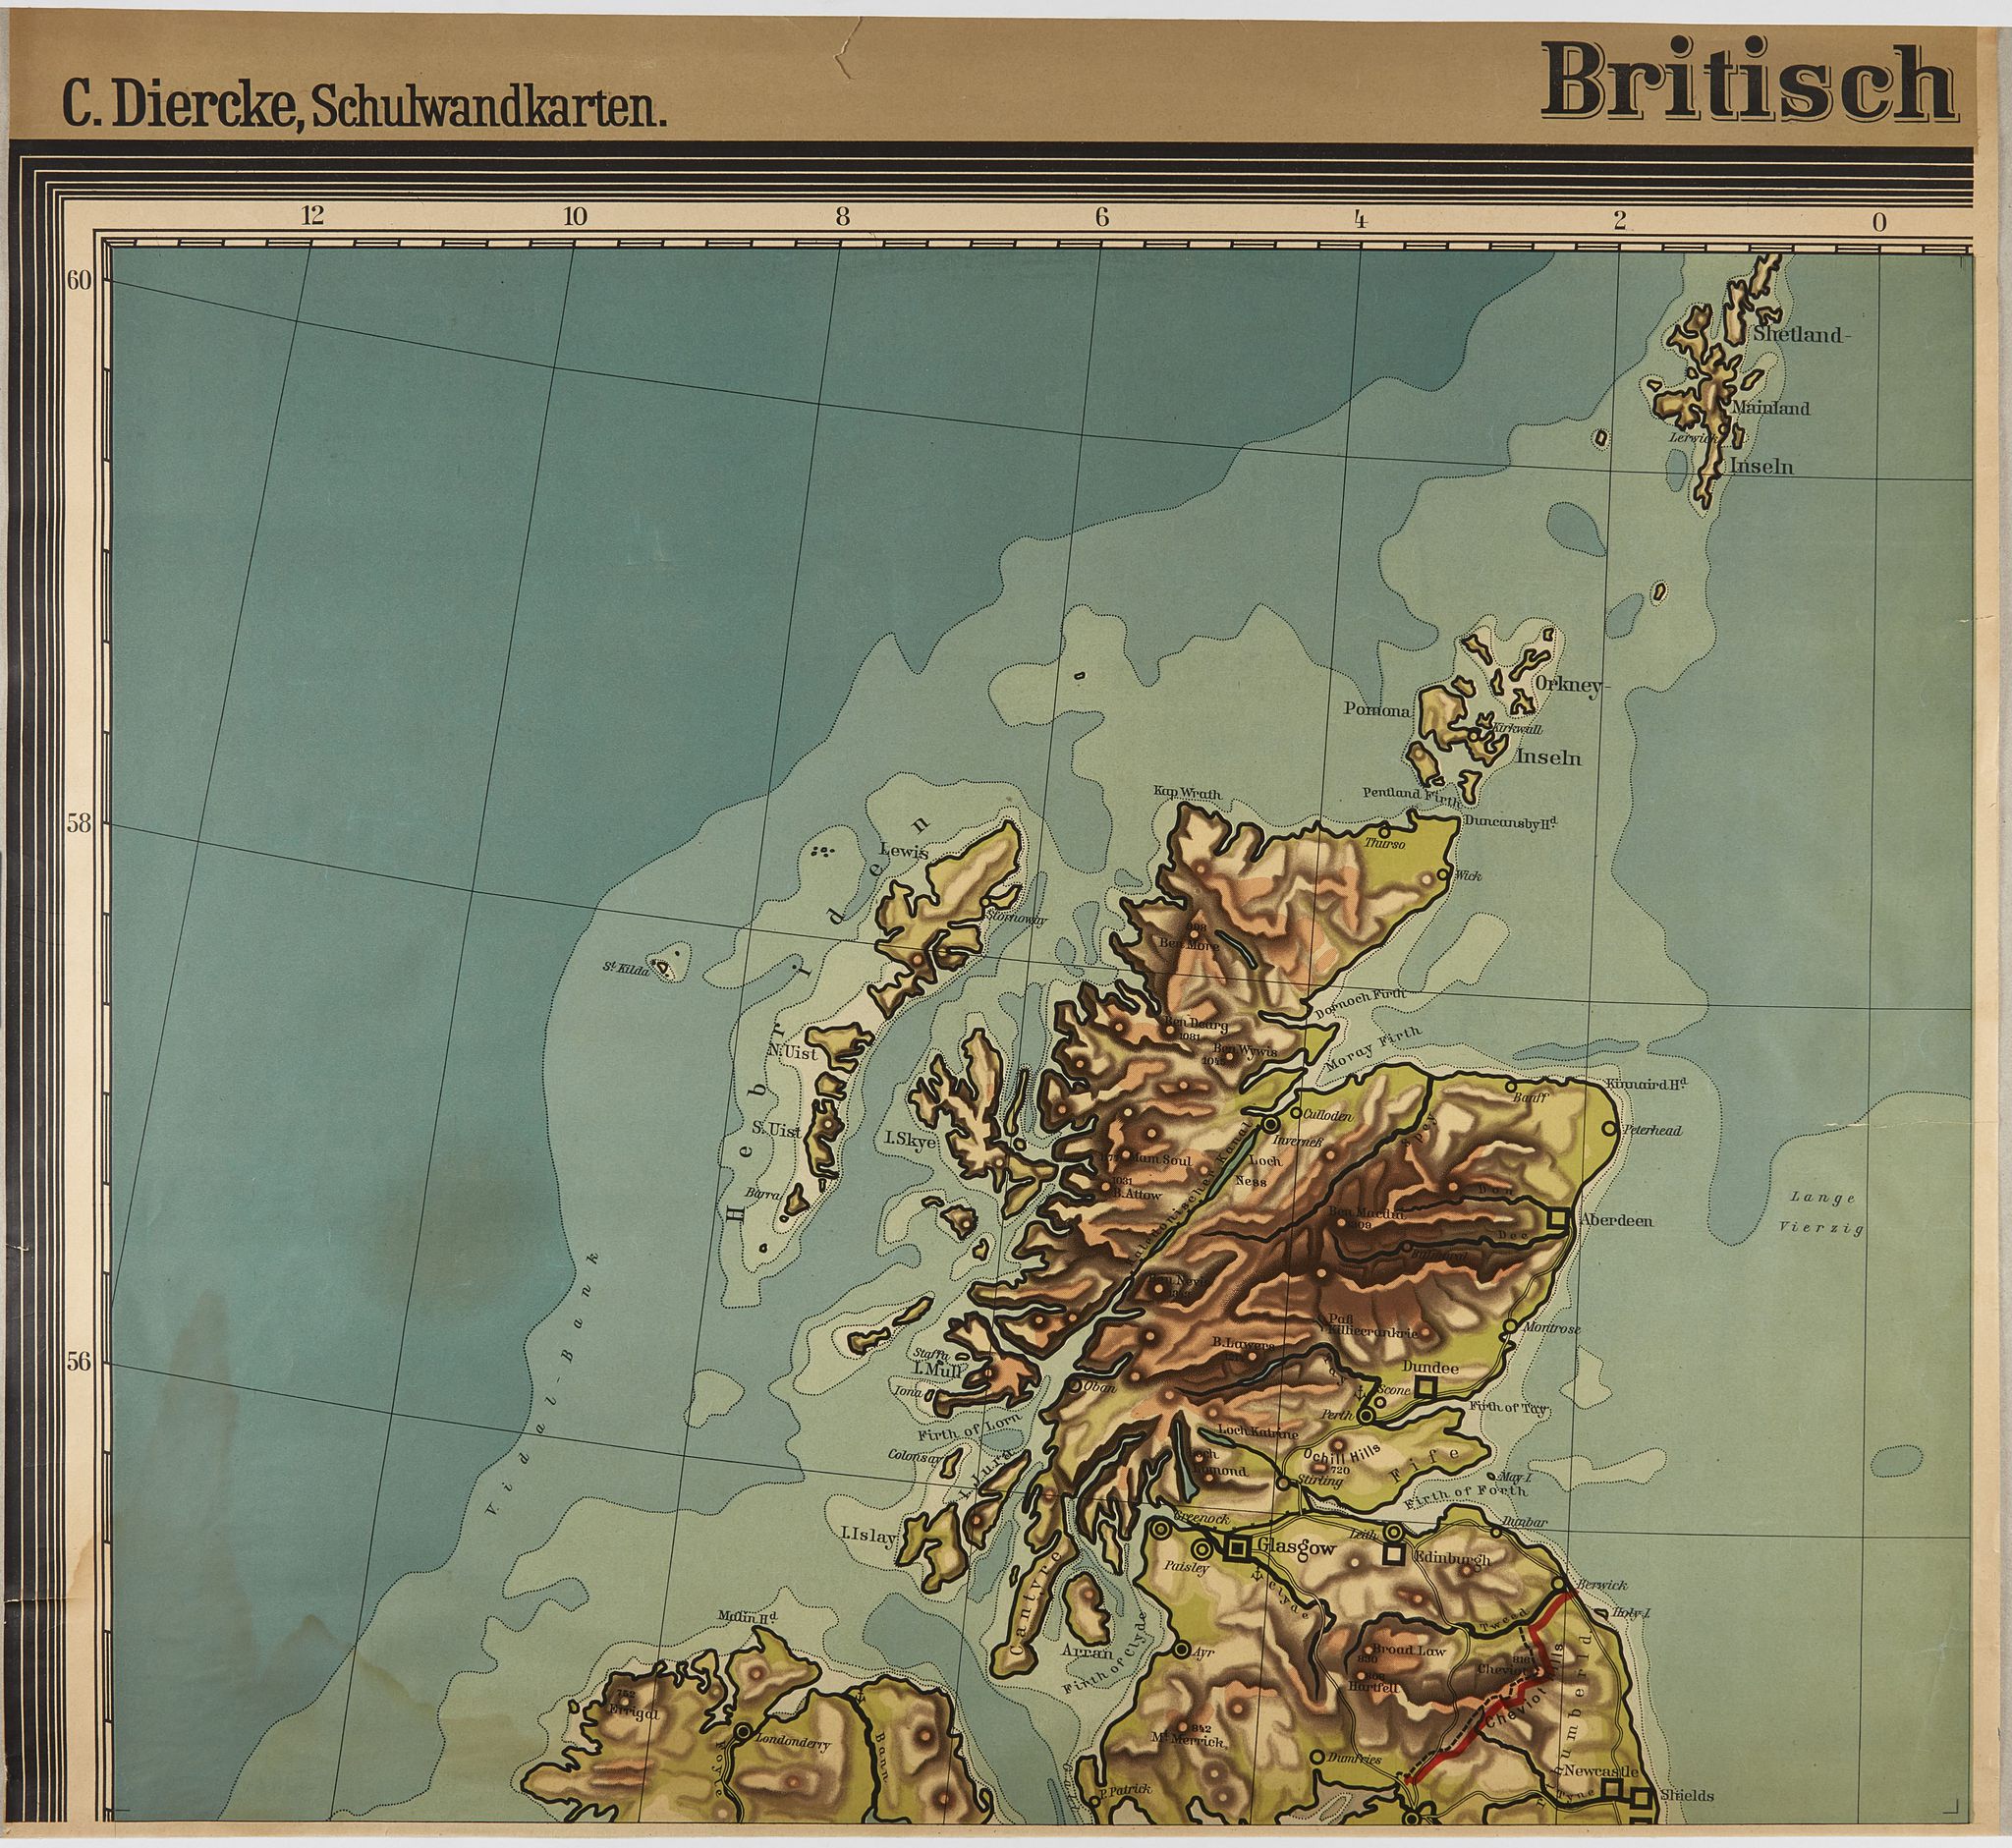 C. Diercke, Schulwandkarten.
Britisch
12
10
8
6
4
2
0
60
58
56
Shetland-
Mainland
Lerwick
Inseln
Orkney-
Pomona
Kirkwall
Inseln
Pentland Firth
Kap Wrath
Duncansby Hd.
Thurso
Wick
Lewis
Stornoway
Hebriden
St. Kilda
Ben More
Dornoch Firth
Ben Dearg
1081
Ben Wywis
1045
Moray Firth
N. Uist
Kinnaird Hd.
Banff
Culloden
Peterhead
S. Uist
I. Skye
Inverneß
Spey
Mam Soul
Loch
Ness
1031
B. Attow
Barra
Kaledonischer Kanal
Don
Ben Macdui
1309
Aberdeen
Dee
Balmoral
Lange
Vierzig
Ben Nevis
Vidal-Bank
Paß
Killiecrankie
Montrose
B. Lawers
Staffa
I. Mull
Iona
Oban
Tay
Dundee
Scone
Perth
Firth of Tay
Firth of Lorn
Loch Katrine
Colonsay
I. Jura
Loch
Lomond
Ochill Hills
720
Fife
Stirling
May I.
Firth of Forth
I. Islay
Greenock
Leith
Dunbar
Glasgow
Edinburgh
Paisley
Clyde
Berwick
Holy I.
Cantyre
Malin Hd.
Arran
Firth of Clyde
Ayr
Tweed
Broad Law
830
Cheviot
816
808
Hartfell
Cheviot Hills
752
Errigal
Londonderry
Foyle
Bann
842
Mt. Merrick
Dumfries
P. Patrick
Newcastle
Tyne
Shields